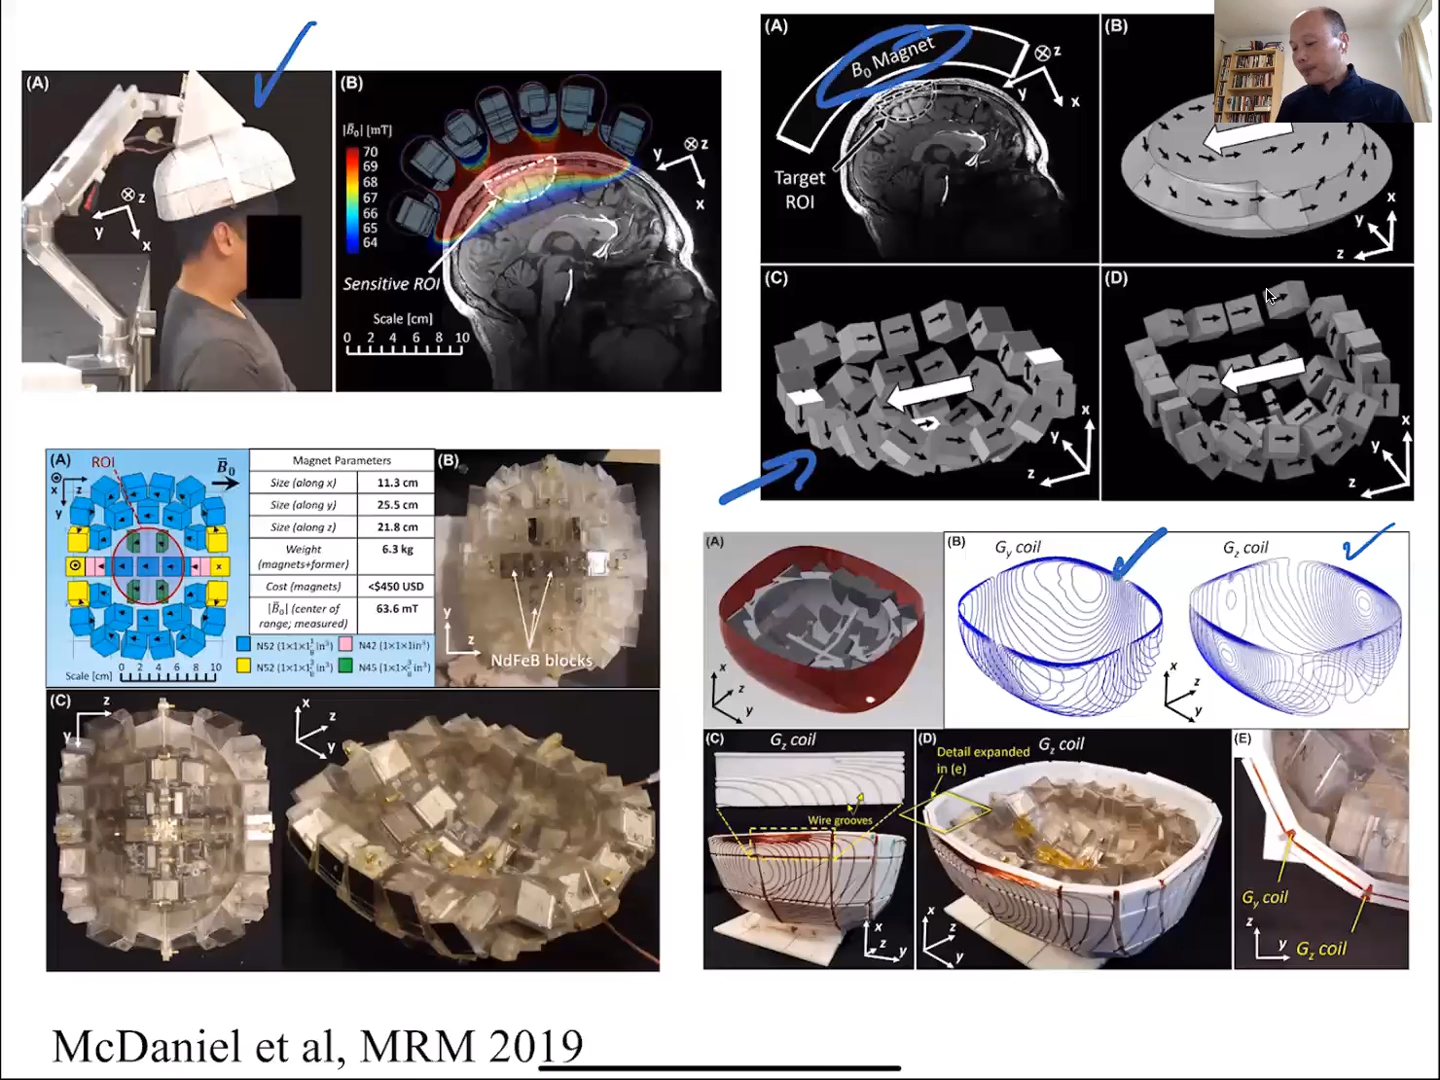 (A)
(B)
|B̅₀| [mT]
70
69
68
67
66
65
64
z
y
x
z
y
x
Sensitive ROI
Scale [cm]
0 2 4 6 8 10
(A)
B₀ Magnet
z
y
x
Target
ROI
(B)
x
y
z
(C)
x
y
z
(D)
x
y
z
(A)
ROI
B̅₀
x
z
y
Magnet Parameters
Size (along x) 11.3 cm
Size (along y) 25.5 cm
Size (along z) 21.8 cm
Weight
(magnets+former) 6.3 kg
Cost (magnets) <$450 USD
|B̅₀| (center of
range; measured) 63.6 mT
Scale [cm]
0 2 4 6 8 10
(B)
y
z
NdFeB blocks
(C)
z
y
x
z
y
(A)
x
z
y
(B)
Gy coil
Gz coil
x
z
y
(C)
Gz coil
Wire grooves
x
z
y
(D)
Gz coil
Detail expanded
in (e)
x
z
y
(E)
Gy coil
Gz coil
z
y
McDaniel et al, MRM 2019